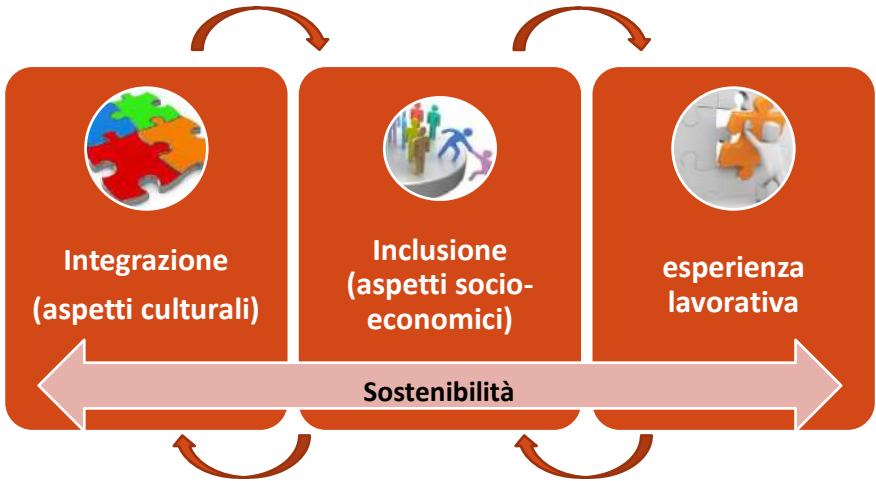 Integrazione
(aspetti culturali)
Inclusione
(aspetti socio-
economici)
esperienza
lavorativa
Sostenibilità